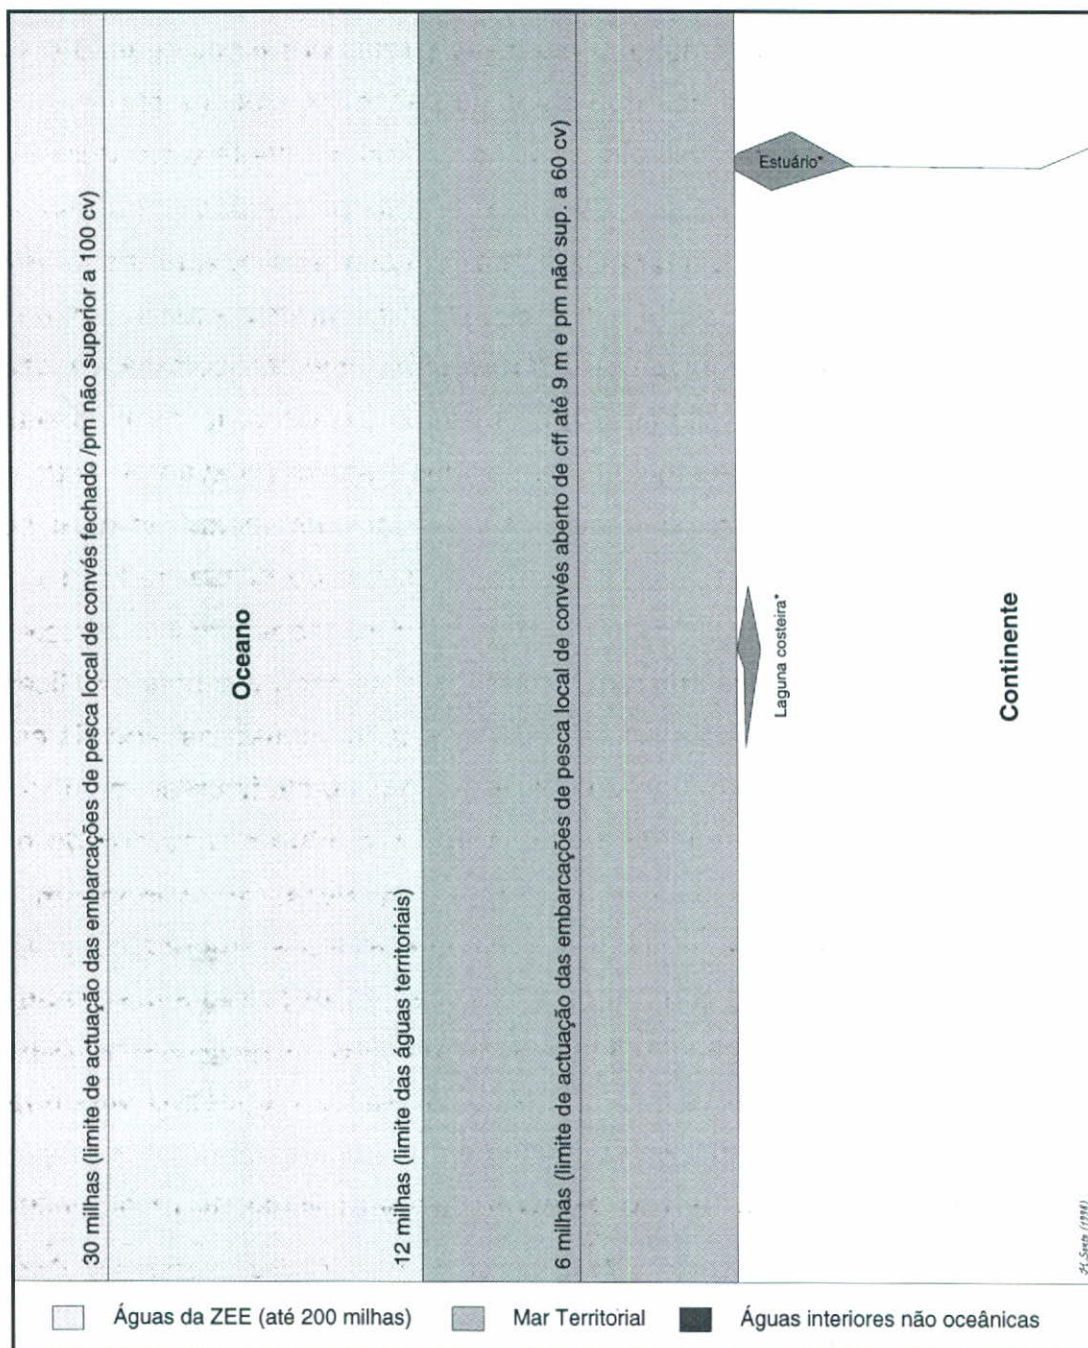 30 milhas (limite de actuação das embarcações de pesca local de convés fechado /pm não superior a 100 cv)
Oceano
12 milhas (limite das águas territoriais)
6 milhas (limite de actuação das embarcações de pesca local de convés aberto de cff até 9 m e pm não sup. a 60 cv)
Estuário*
Laguna costeira*
Continente
H. Souto (1998)
Águas da ZEE (até 200 milhas)
Mar Territorial
Águas interiores não oceânicas